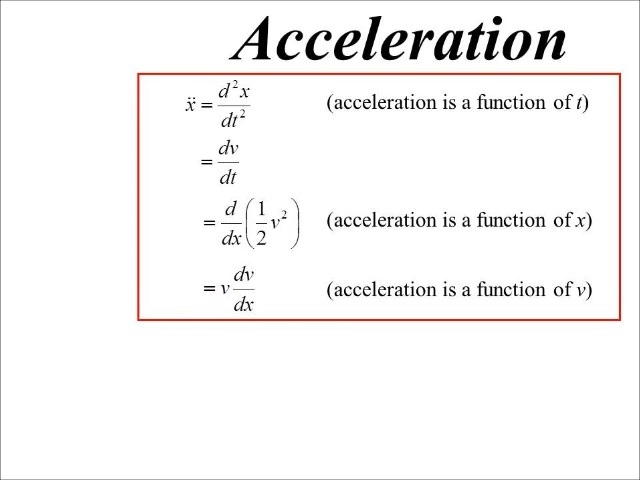 Acceleration
ẍ = d²x/dt² (acceleration is a function of t)
= dv/dt
= d/dx (1/2 v²) (acceleration is a function of x)
= v dv/dx (acceleration is a function of v)